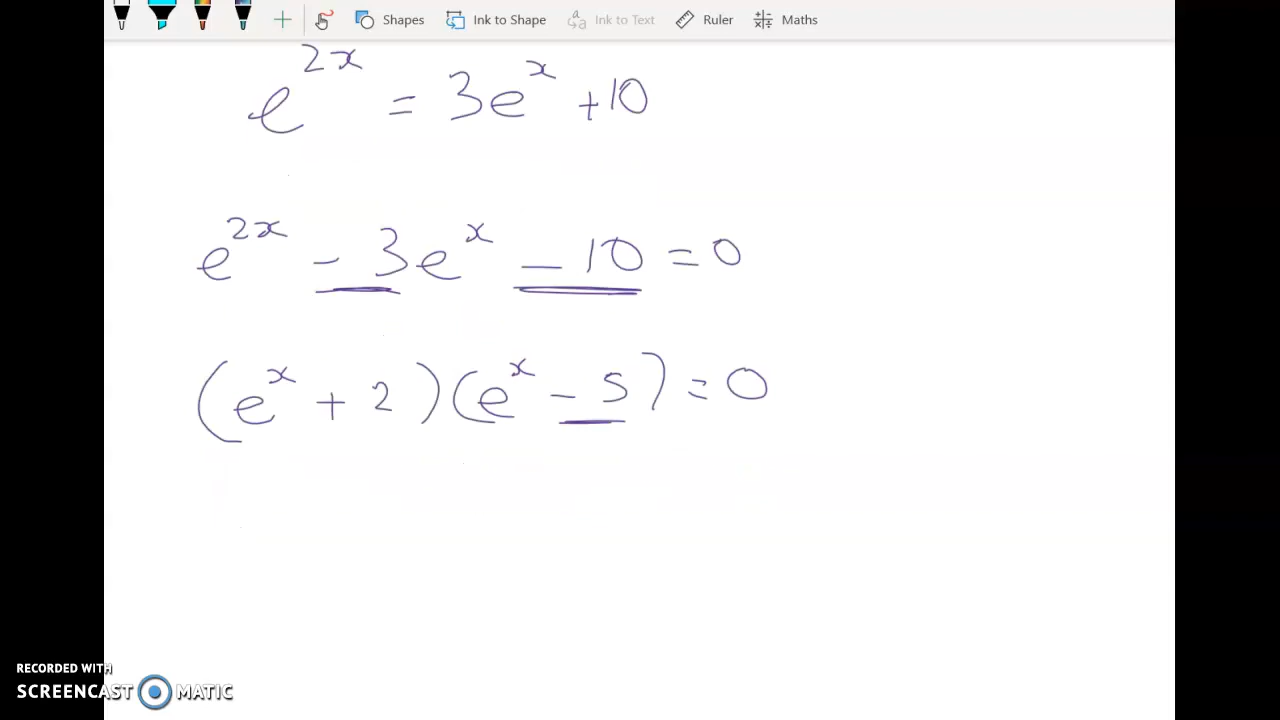 Shapes Ink to Shape Ink to Text Ruler Maths
e^{2x} = 3e^x + 10
e^{2x} - 3e^x - 10 = 0
(e^x + 2)(e^x - 5) = 0
RECORDED WITH
SCREENCAST MATIC